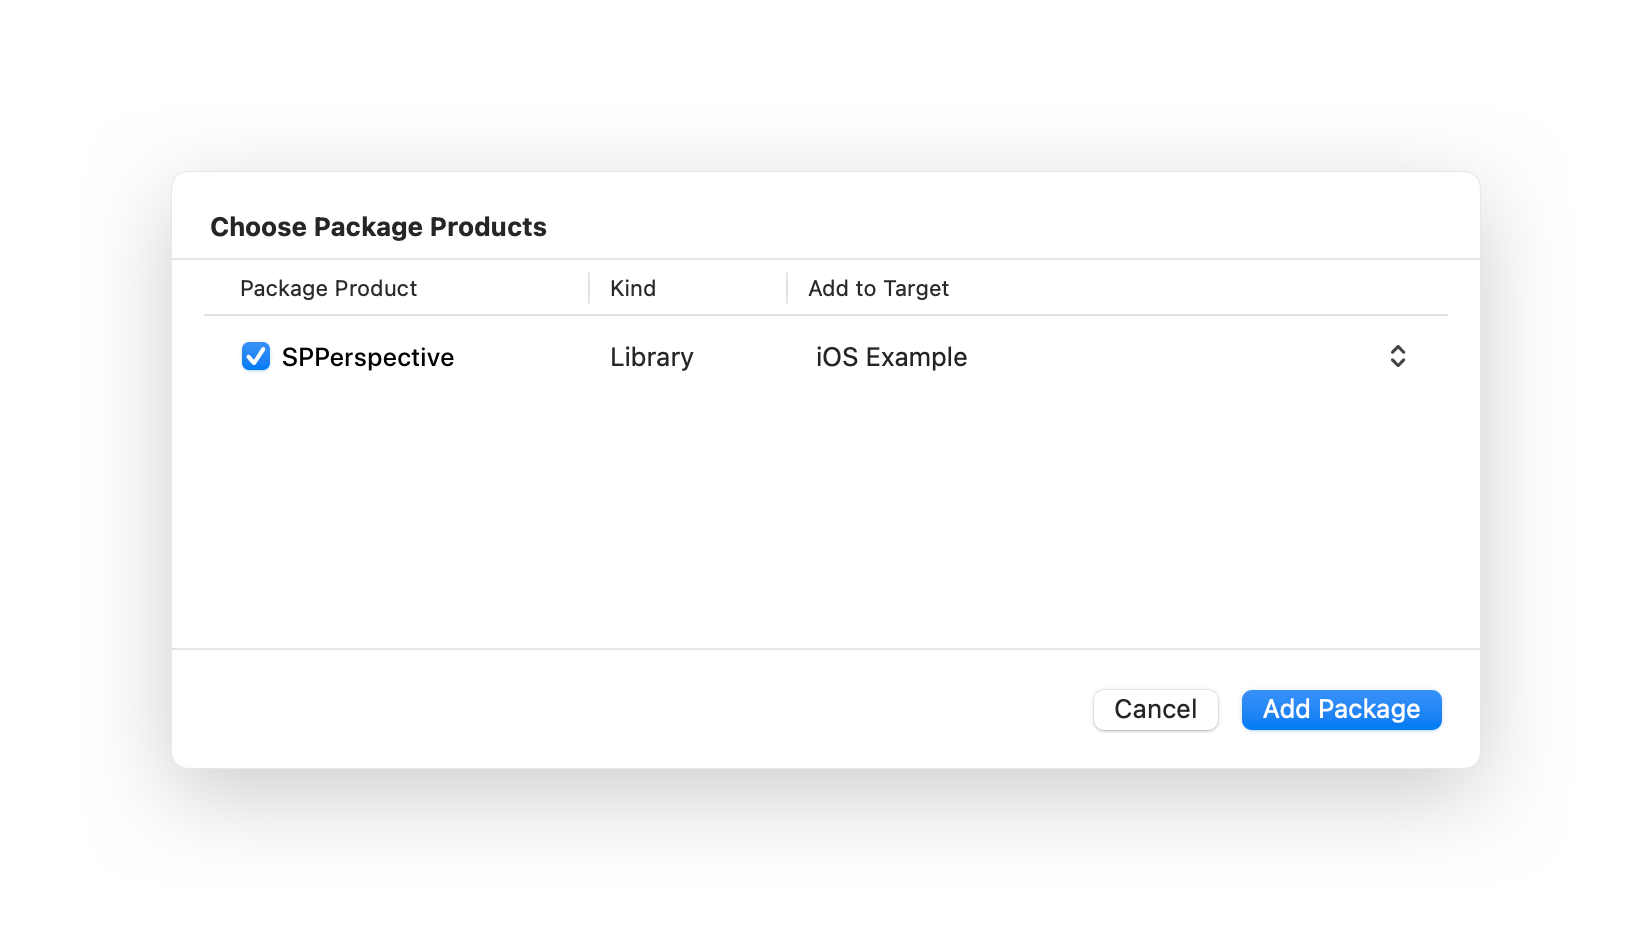 Choose Package Products
Package Product Kind Add to Target
SPPerspective Library iOS Example
Cancel Add Package